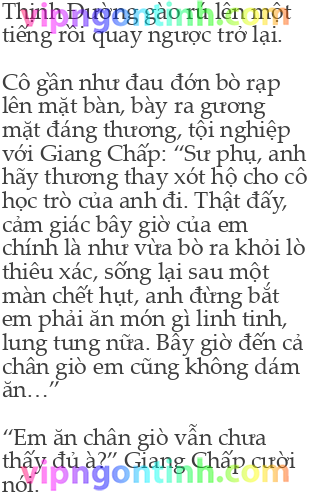 Thịnh Đường gào rú lên một
tiếng rồi quay ngược trở lại.
Cô gần như đau đớn bò rạp
lên mặt bàn, bày ra gương
mặt đáng thương, tội nghiệp
với Giang Chấp: “Sư phụ, anh
hãy thương thay xót hộ cho cô
học trò của anh đi. Thật đấy,
cảm giác bây giờ của em
chính là như vừa bò ra khỏi lò
thiêu xác, sống lại sau một
màn chết hụt, anh đừng bắt
em phải ăn món gì linh tinh,
lung tung nữa. Bây giờ đến cả
chân giò em cũng không dám
ăn…”
“Em ăn chân giò vẫn chưa
thấy đủ à?” Giang Chấp cười
nói.
vipngontinh.com
vipngontinh.com